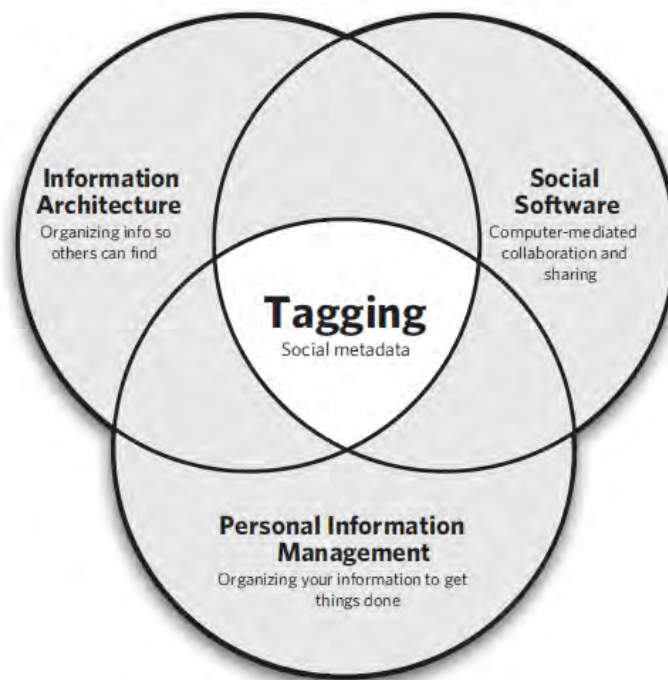 Information
Architecture
Organizing info so
others can find
Social
Software
Computer-mediated
collaboration and
sharing
Tagging
Social metadata
Personal Information
Management
Organizing your information to get
things done